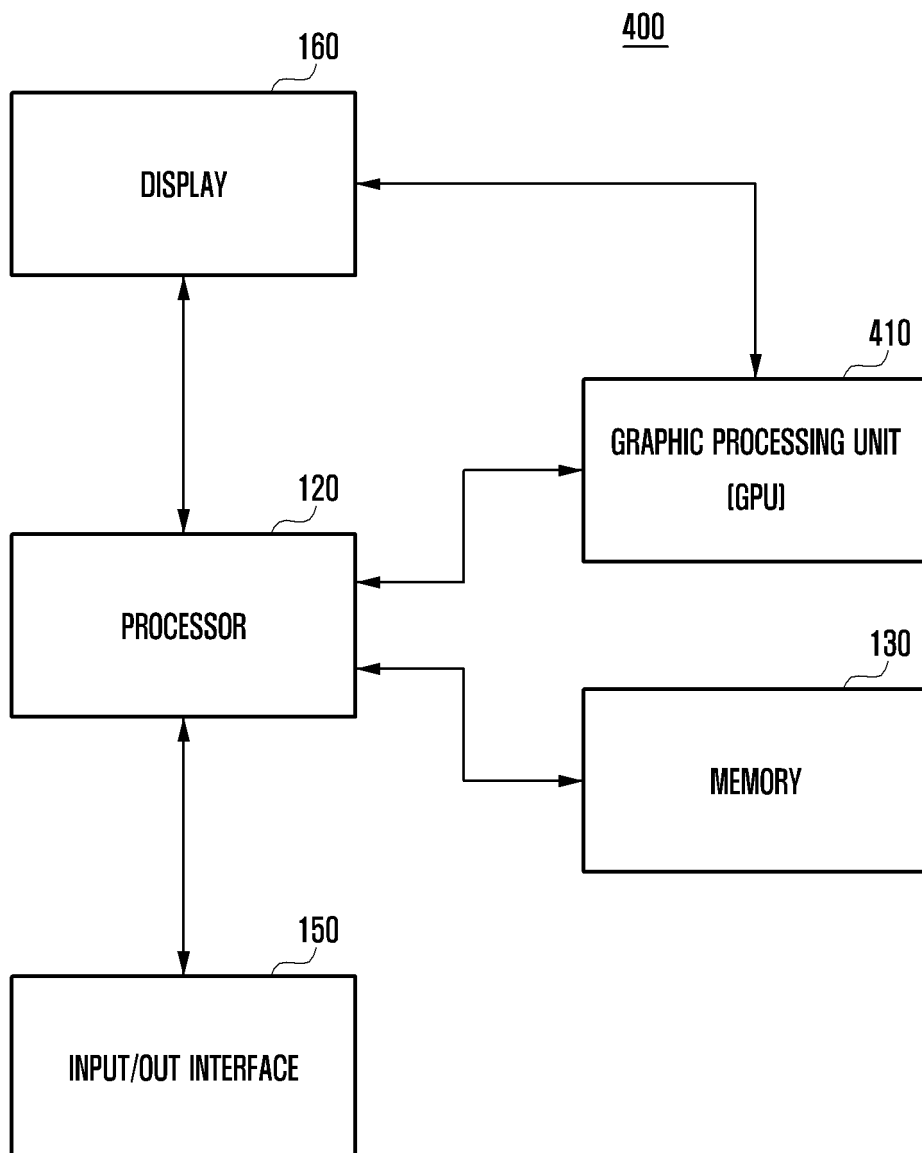 400
160
DISPLAY
410
GRAPHIC PROCESSING UNIT
(GPU)
120
PROCESSOR
130
MEMORY
150
INPUT/OUT INTERFACE